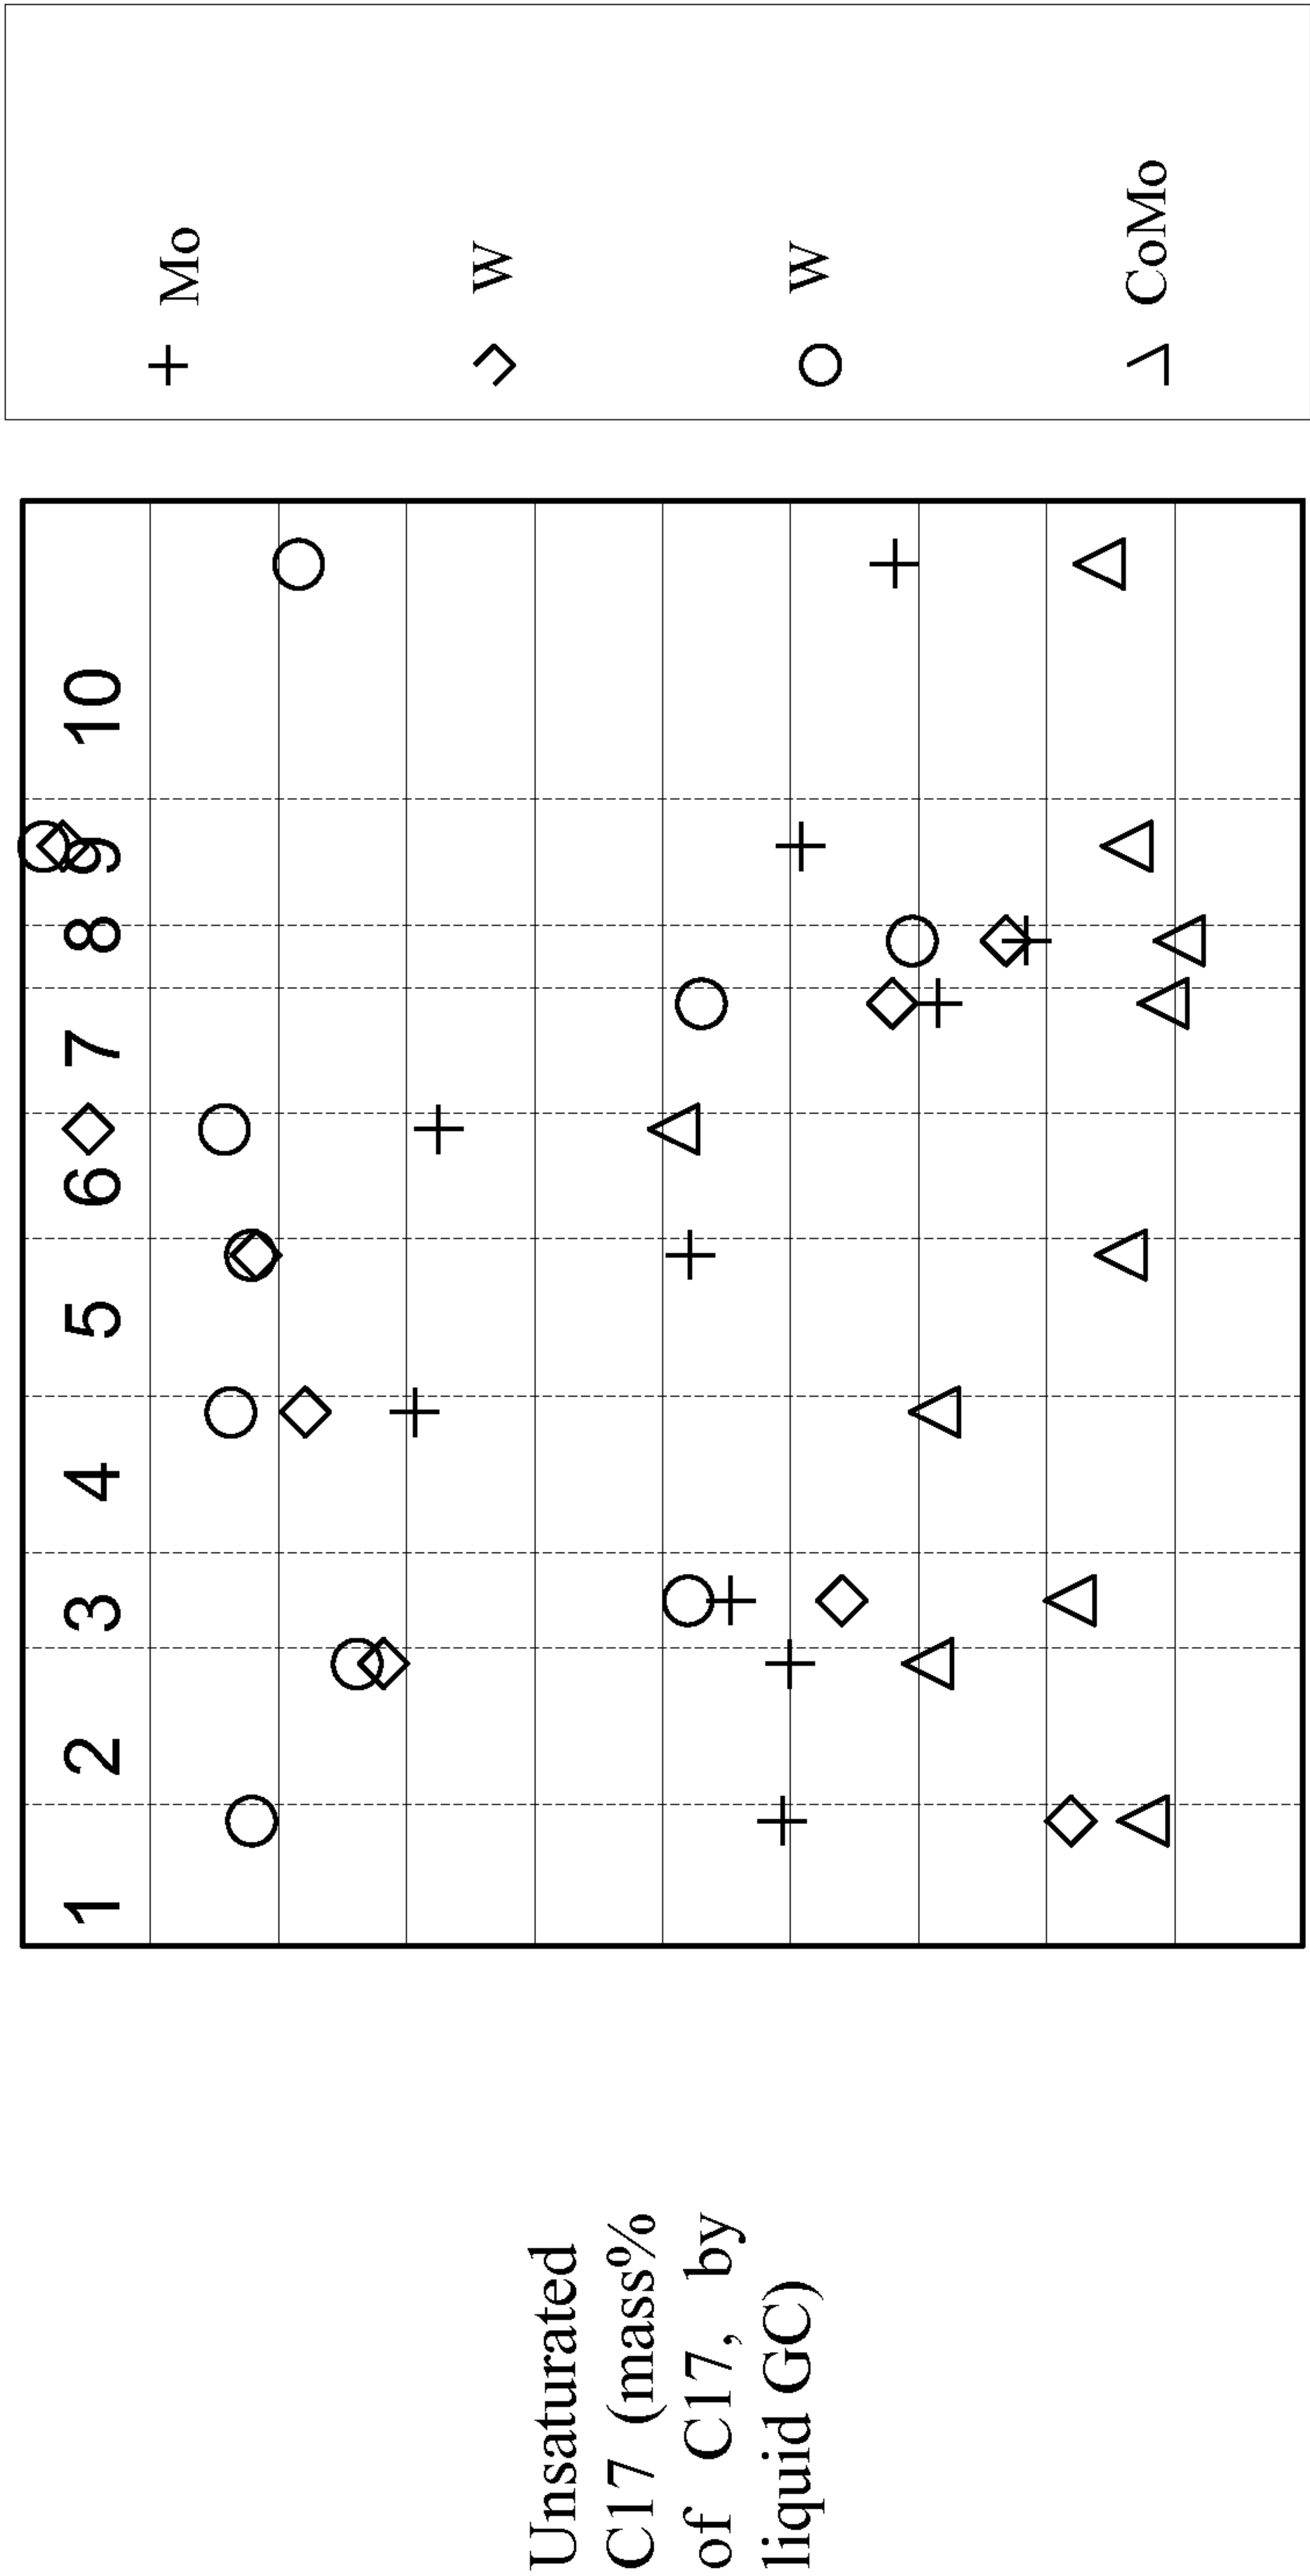 Unsaturated
C17 (mass%
of C17, by
liquid GC)
1 2 3 4 5 6 7 8 9 10
Mo
W
W
CoMo